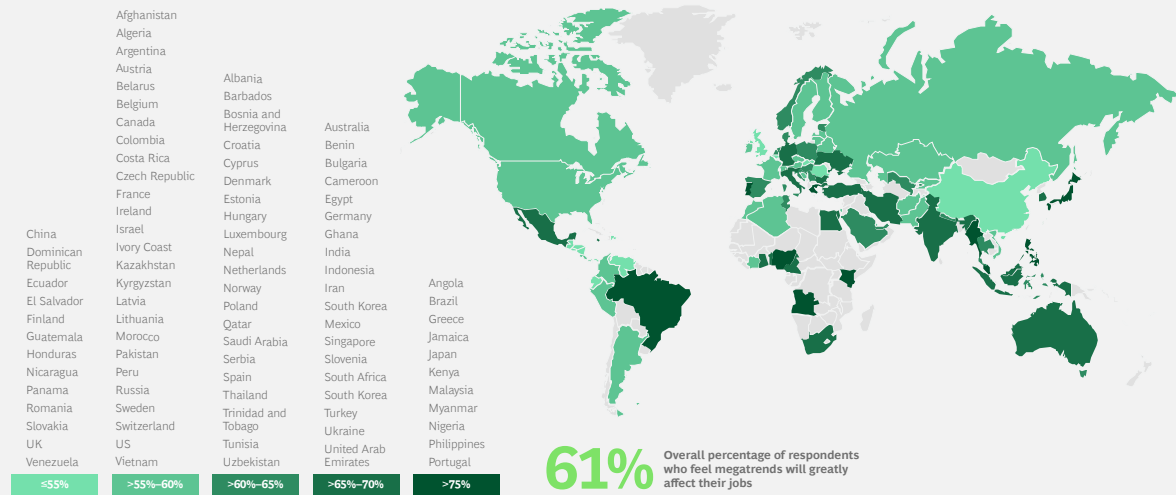 China
Dominican
Republic
Ecuador
El Salvador
Finland
Guatemala
Honduras
Nicaragua
Panama
Romania
Slovakia
UK
Venezuela
≤55%
Afghanistan
Algeria
Argentina
Austria
Belarus
Belgium
Canada
Colombia
Costa Rica
Czech Republic
France
Ireland
Israel
Ivory Coast
Kazakhstan
Kyrgyzstan
Latvia
Lithuania
Morocco
Pakistan
Peru
Russia
Sweden
Switzerland
US
Vietnam
>55%–60%
Albania
Barbados
Bosnia and
Herzegovina
Croatia
Cyprus
Denmark
Estonia
Hungary
Luxembourg
Nepal
Netherlands
Norway
Poland
Qatar
Saudi Arabia
Serbia
Spain
Thailand
Trinidad and
Tobago
Tunisia
Uzbekistan
>60%–65%
Australia
Benin
Bulgaria
Cameroon
Egypt
Germany
Ghana
India
Indonesia
Iran
South Korea
Mexico
Singapore
Slovenia
South Africa
South Korea
Turkey
Ukraine
United Arab
Emirates
>65%–70%
Angola
Brazil
Greece
Jamaica
Japan
Kenya
Malaysia
Myanmar
Nigeria
Philippines
Portugal
>75%
61%
Overall percentage of respondents
who feel megatrends will greatly
affect their jobs